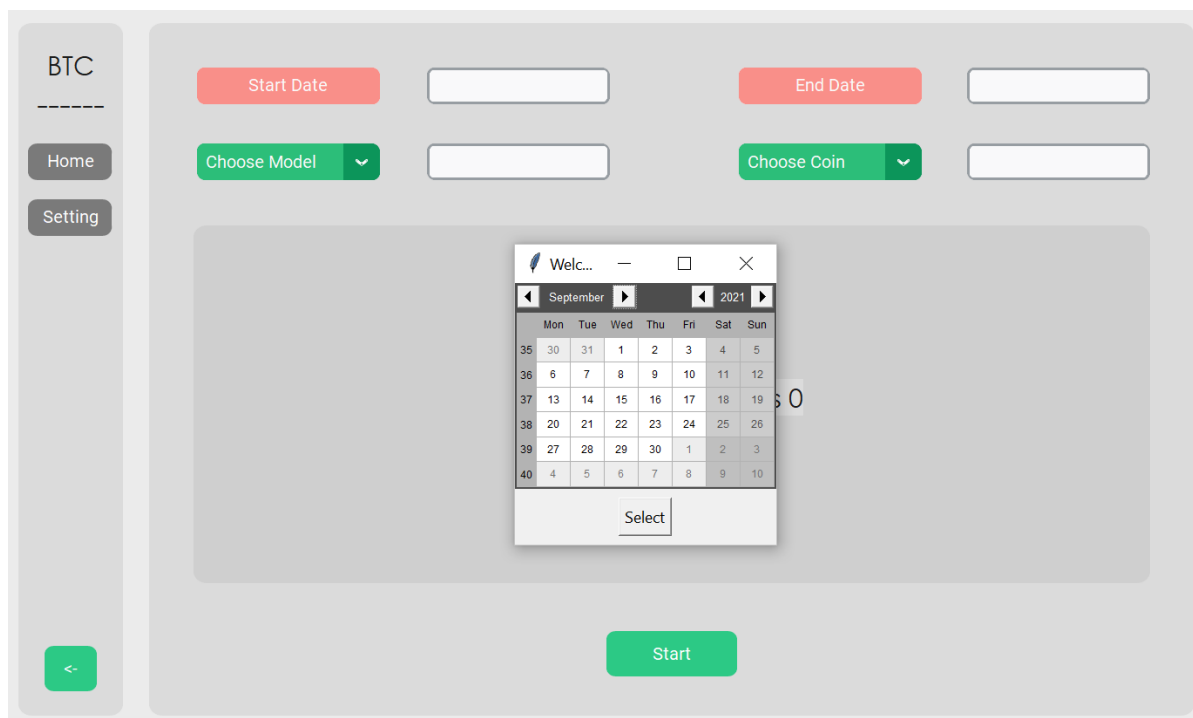 BTC
------
Home
Setting
<-
Start Date
End Date
Choose Model
Choose Coin
Welc...
September 2021
Mon Tue Wed Thu Fri Sat Sun
35 30 31 1 2 3 4 5
36 6 7 8 9 10 11 12
37 13 14 15 16 17 18 19
38 20 21 22 23 24 25 26
39 27 28 29 30 1 2 3
40 4 5 6 7 8 9 10
Select
s 0
Start